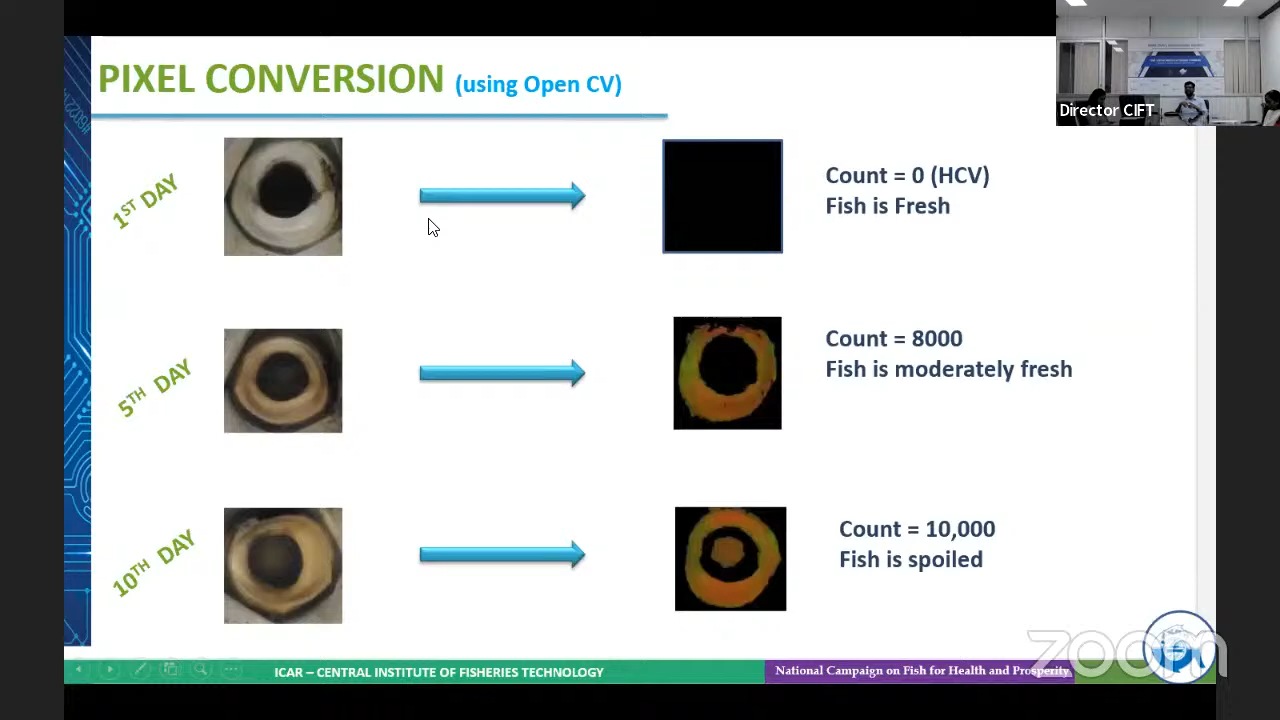 PIXEL CONVERSION (using Open CV)
Director CIFT
1ST DAY
Count = 0 (HCV)
Fish is Fresh
5TH DAY
Count = 8000
Fish is moderately fresh
10TH DAY
Count = 10,000
Fish is spoiled
zoom
ICAR – CENTRAL INSTITUTE OF FISHERIES TECHNOLOGY
National Campaign on Fish for Health and Prosperity